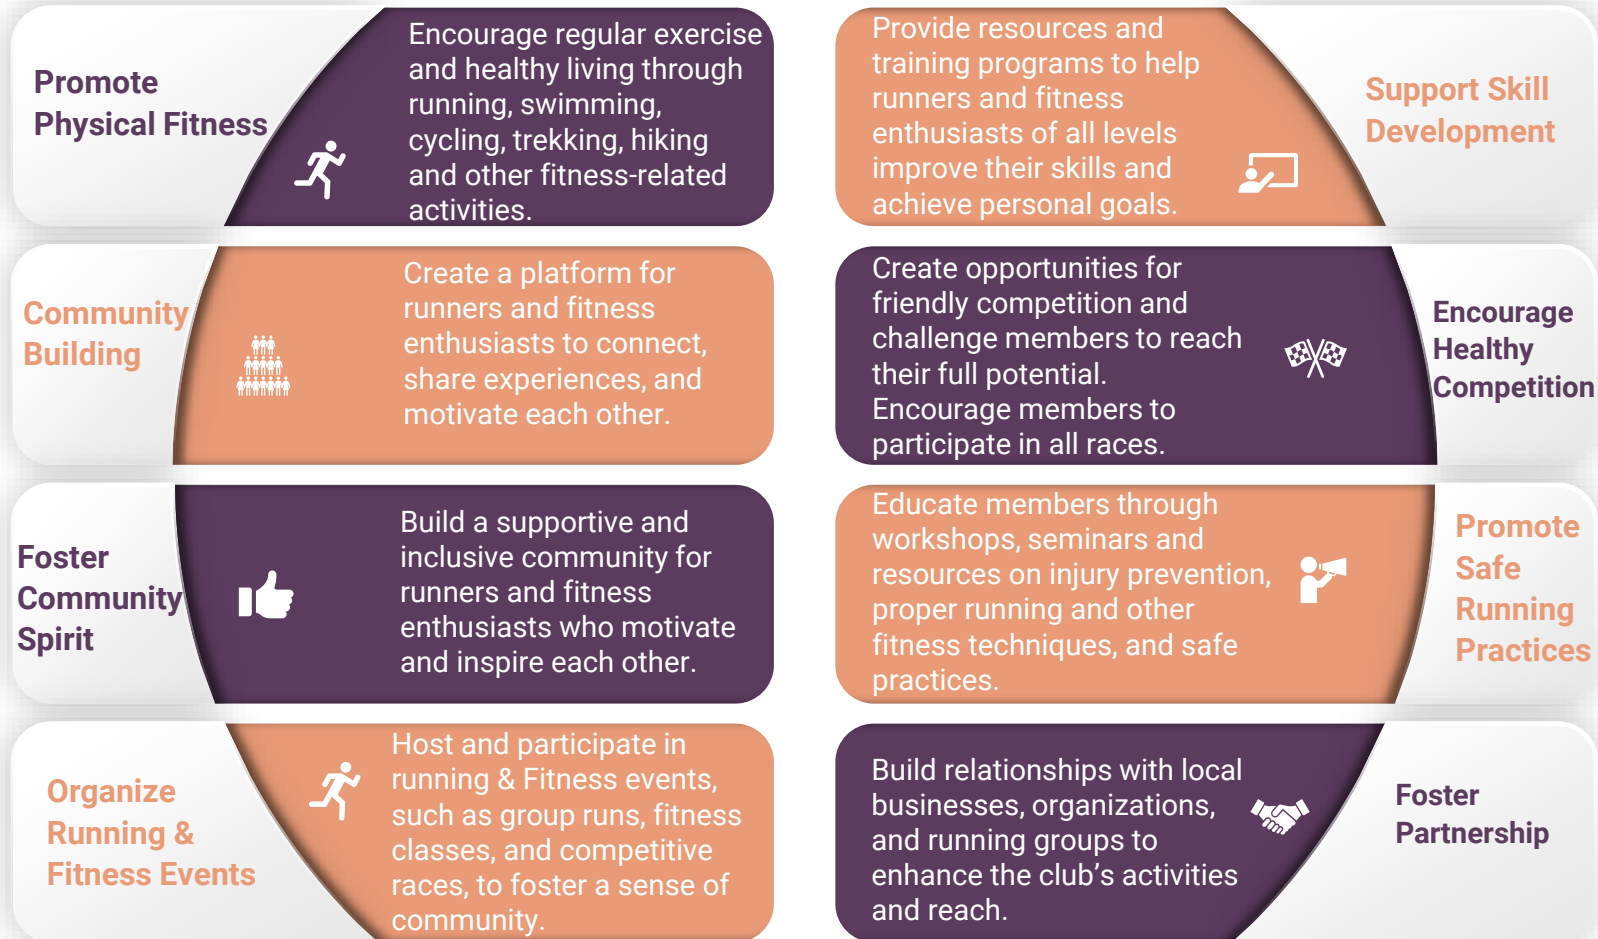 Promote
Physical Fitness
Encourage regular exercise
and healthy living through
running, swimming,
cycling, trekking, hiking
and other fitness-related
activities.
Community
Building
Create a platform for
runners and fitness
enthusiasts to connect,
share experiences, and
motivate each other.
Foster
Community
Spirit
Build a supportive and
inclusive community for
runners and fitness
enthusiasts who motivate
and inspire each other.
Organize
Running &
Fitness Events
Host and participate in
running & Fitness events,
such as group runs, fitness
classes, and competitive
races, to foster a sense of
community.
Provide resources and
training programs to help
runners and fitness
enthusiasts of all levels
improve their skills and
achieve personal goals.
Support Skill
Development
Create opportunities for
friendly competition and
challenge members to reach
their full potential.
Encourage members to
participate in all races.
Encourage
Healthy
Competition
Educate members through
workshops, seminars and
resources on injury prevention,
proper running and other
fitness techniques, and safe
practices.
Promote
Safe
Running
Practices
Build relationships with local
businesses, organizations,
and running groups to
enhance the club’s activities
and reach.
Foster
Partnership